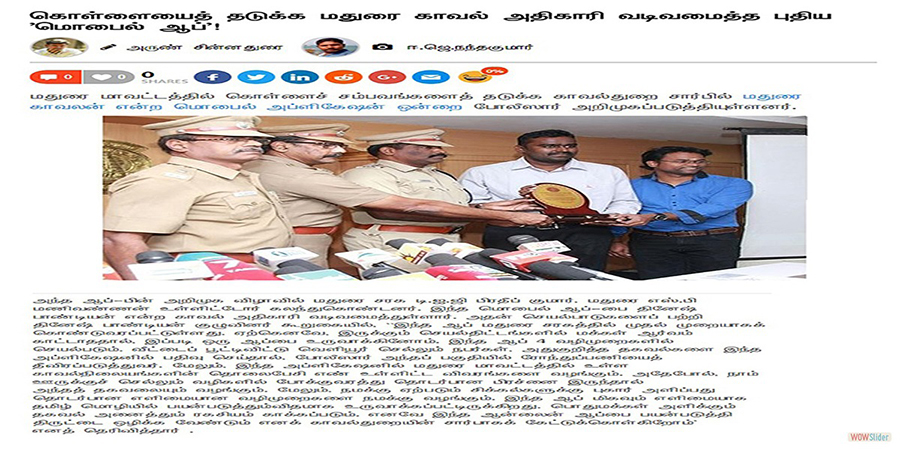 கொள்ளையைத் தடுக்க மதுரை காவல் அதிகாரி வடிவமைத்த புதிய
'மொபைல் ஆப்'!
அருண் சின்னதுரை ஈ.ஜெ.நந்தகுமார்
0 0 0 SHARES 0%
மதுரை மாவட்டத்தில் கொள்ளைச் சம்பவங்களைத் தடுக்க காவல்துறை சார்பில் மதுரை
காவலன் என்ற மொபைல் அப்ளிகேஷன் ஒன்றை போலீஸார் அறிமுகப்படுத்தியுள்ளனர்.
அந்த ஆப்-பின் அறிமுக விழாவில் மதுரை சரக டி.ஐ.ஜி பிரதீப் குமார், மதுரை எஸ்.பி
மணிவண்ணன் உள்ளிட்டோர் கலந்துகொண்டனர். இந்த மொபைல் ஆப்-பை தினேஷ்
பாண்டியன் என்ற காவல் அதிகாரி வடிவமைத்துள்ளார். அதன் செயல்பாடுகளைப் பற்றி
தினேஷ் பாண்டியன் குழுவினர் கூறுகையில், ''இந்த ஆப் மதுரை சரகத்தில் முதல் முறையாகக்
கொண்டுவரப்பட்டுள்ளது. ஏற்கெனவே, இருக்கும் செயல்திட்டங்களில் மக்கள் ஆர்வம்
காட்டாததால், இப்படி ஒரு ஆப்பை உருவாக்கினோம். இந்த ஆப் 4 வழிமுறைகளில்
செயல்படும். வீட்டைப் பூட்டிவிட்டு வெளியூர் செல்லும் நபர்கள், அதுகுறித்த தகவல்களை இந்த
அப்ளிகேஷனில் பதிவு செய்தால், போலீஸார் அந்தப் பகுதியில் ரோந்துப்பணியைத்
தீவிரப்படுத்துவர். மேலும், இந்த அப்ளிகேஷனில் மதுரை மாவட்டத்தில் உள்ள
காவல்நிலையங்களின் தொலைபேசி எண் உள்ளிட்ட விவரங்களை வழங்கும். அதேபோல், நாம்
ஊருக்குச் செல்லும் வழிகளில் போக்குவரத்து தொடர்பான பிரச்னை இருந்தால்
அந்தத் தகவலையும் வழங்கும். மேலும், நமக்கு ஏற்படும் சிக்கல்களுக்கு புகார் அளிப்பது
தொடர்பான எளிமையான வழிமுறைகளை நமக்கு வழங்கும். இந்த ஆப் மிகவும் எளிமையாக
தமிழ் மொழியில் பயன்படுத்தும்விதமாக உருவாக்கப்பட்டிருக்கிறது. பொதுமக்கள் அளிக்கும்
தகவல் அனைத்தும் ரகசியம் காக்கப்படும். எனவே இந்த ஆன்லைன் ஆப்பை பயன்படுத்தி
திருட்டை ஒழிக்க வேண்டும் எனக் காவல்துறையின் சார்பாகக் கேட்டுக்கொள்கிறோம்'
எனத் தெரிவித்தார் .
WOWSlider